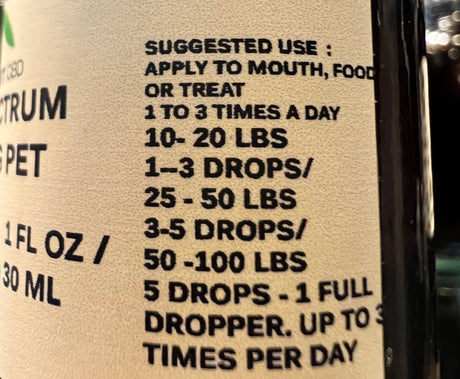 CBD
PET
1 FL OZ /
30 ML
SUGGESTED USE :
APPLY TO MOUTH, FOOD
OR TREAT
1 TO 3 TIMES A DAY
10- 20 LBS
1--3 DROPS/
25 - 50 LBS
3-5 DROPS/
50 -100 LBS
5 DROPS - 1 FULL
DROPPER. UP TO 3
TIMES PER DAY